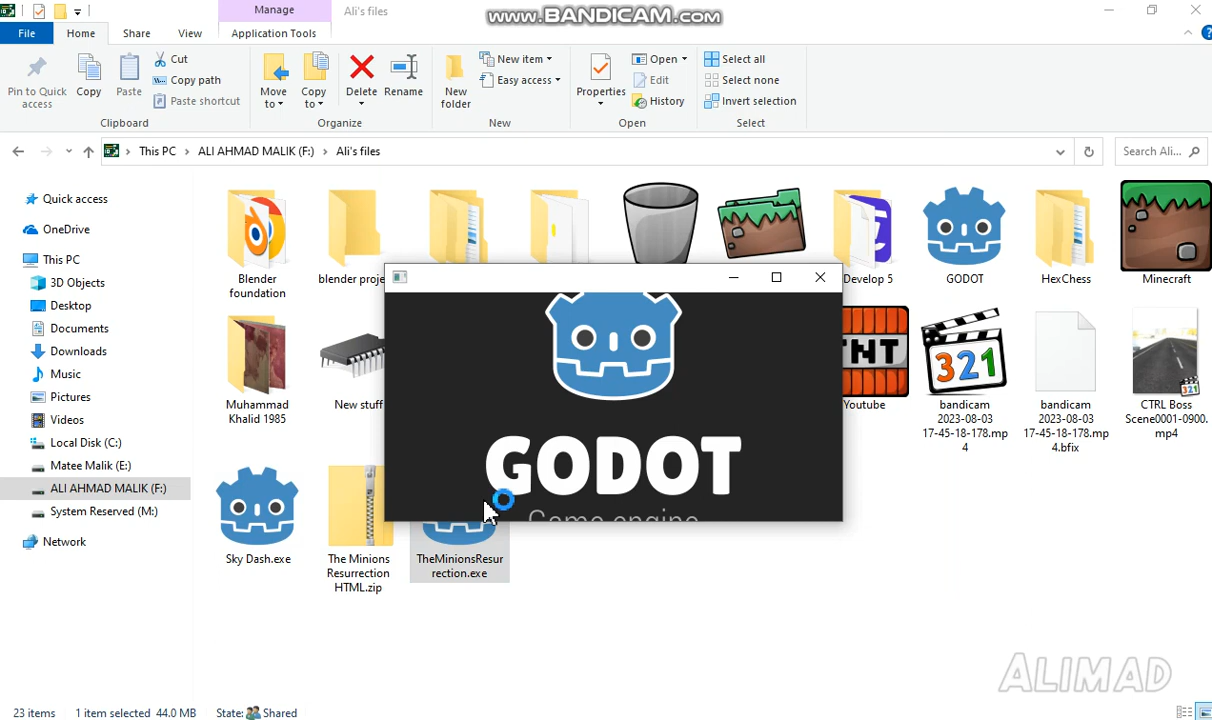 Manage
Ali's files
www.BANDICAM.com
File
Home
Share
View
Application Tools
Pin to Quick
access
Copy
Paste
Cut
Copy path
Paste shortcut
Clipboard
Move
to
Copy
to
Delete
Rename
Organize
New
folder
New item
Easy access
New
Properties
Open
Edit
History
Open
Select all
Select none
Invert selection
Select
This PC
ALI AHMAD MALIK (F:)
Ali's files
Search Ali...
Quick access
OneDrive
This PC
3D Objects
Desktop
Documents
Downloads
Music
Pictures
Videos
Local Disk (C:)
Matee Malik (E:)
ALI AHMAD MALIK (F:)
System Reserved (M:)
Network
Blender
foundation
blender proje
Develop 5
GODOT
HexChess
Minecraft
Muhammad
Khalid 1985
New stuff
NT
Youtube
321
bandicam
2023-08-03
17-45-18-178.mp
4
bandicam
2023-08-03
17-45-18-178.mp
4.bfix
CTRL Boss
Scene0001-0900.
mp4
321
GODOT
Game engine
Sky Dash.exe
The Minions
Resurrection
HTML.zip
TheMinionsResur
rection.exe
ALIMAD
23 items
1 item selected
44.0 MB
State:
Shared